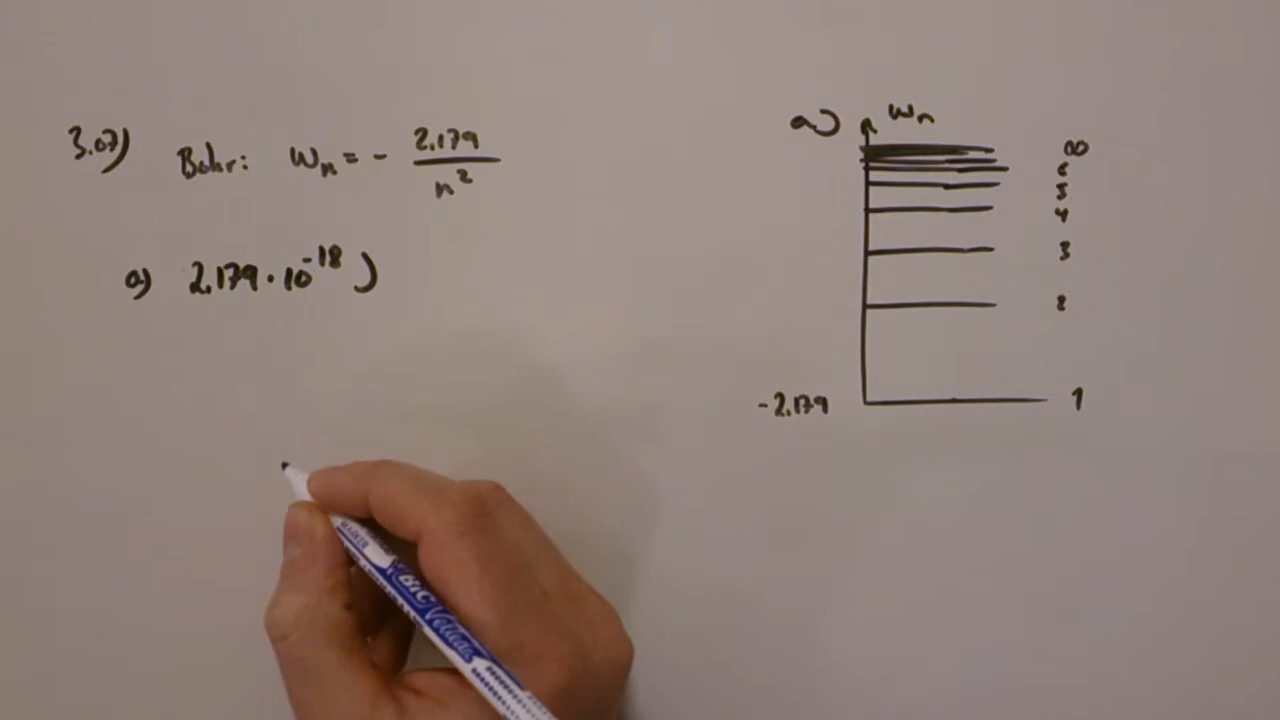 3.07) Bohr: Wn = - 2.179 / n²
a) 2.179 · 10⁻¹⁸ J
a) Wn
∞
6
5
4
3
2
-2.179 1
MARKER BIC Velleda